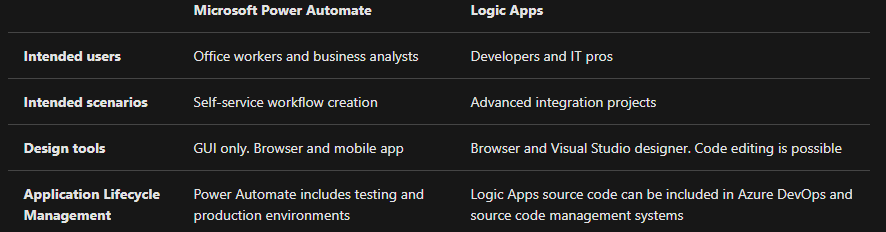 Microsoft Power Automate Logic Apps
Intended users Office workers and business analysts Developers and IT pros
Intended scenarios Self-service workflow creation Advanced integration projects
Design tools GUI only. Browser and mobile app Browser and Visual Studio designer. Code editing is possible
Application Lifecycle Power Automate includes testing and Logic Apps source code can be included in Azure DevOps and
Management production environments source code management systems